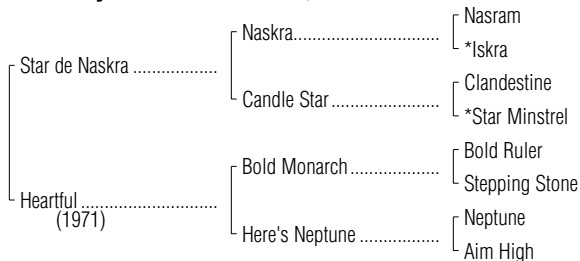 Nasram
Naskra....................................
*Iskra
Star de Naskra ..................
Clandestine
Candle Star...........................
*Star Minstrel
Bold Ruler
Bold Monarch ......................
Stepping Stone
Heartful.............................
(1971)
Neptune
Here's Neptune ....................
Aim High